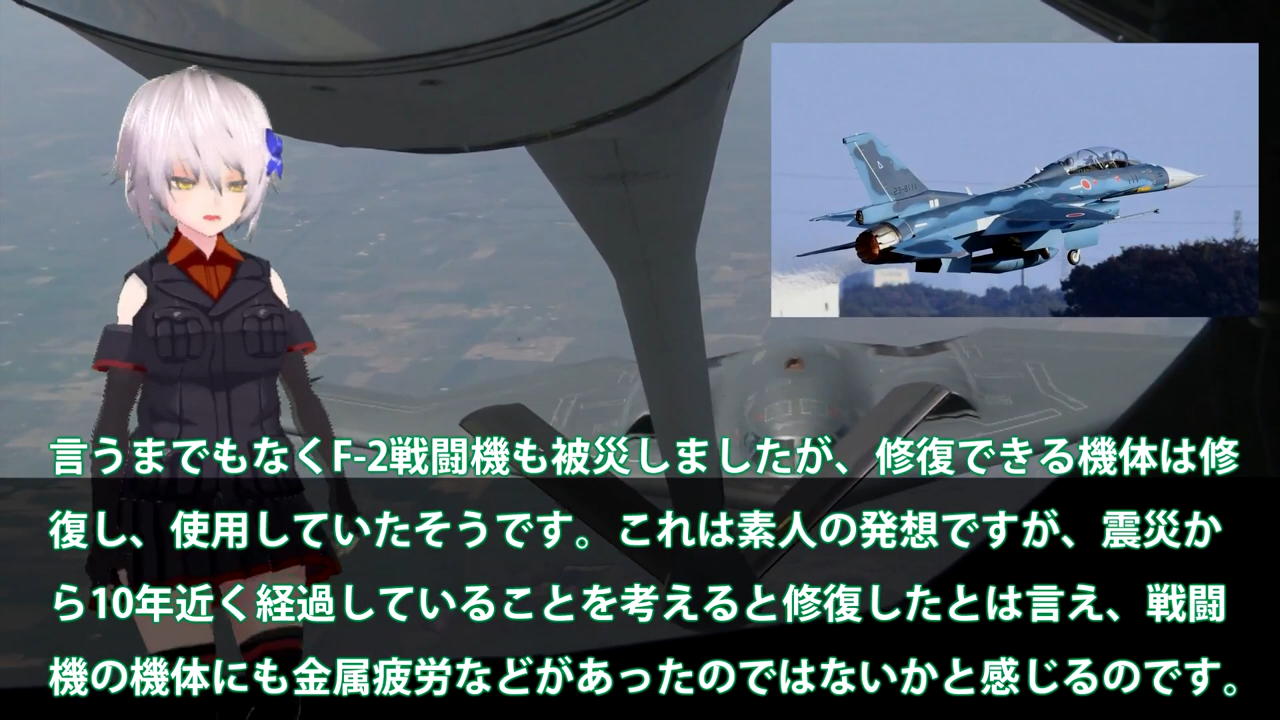 言うまでもなくF-2戦闘機も被災しましたが、修復できる機体は修
復し、使用していたそうです。これは素人の発想ですが、震災か
ら10年近く経過していることを考えると修復したとは言え、戦闘
機の機体にも金属疲労などがあったのではないかと感じるのです。